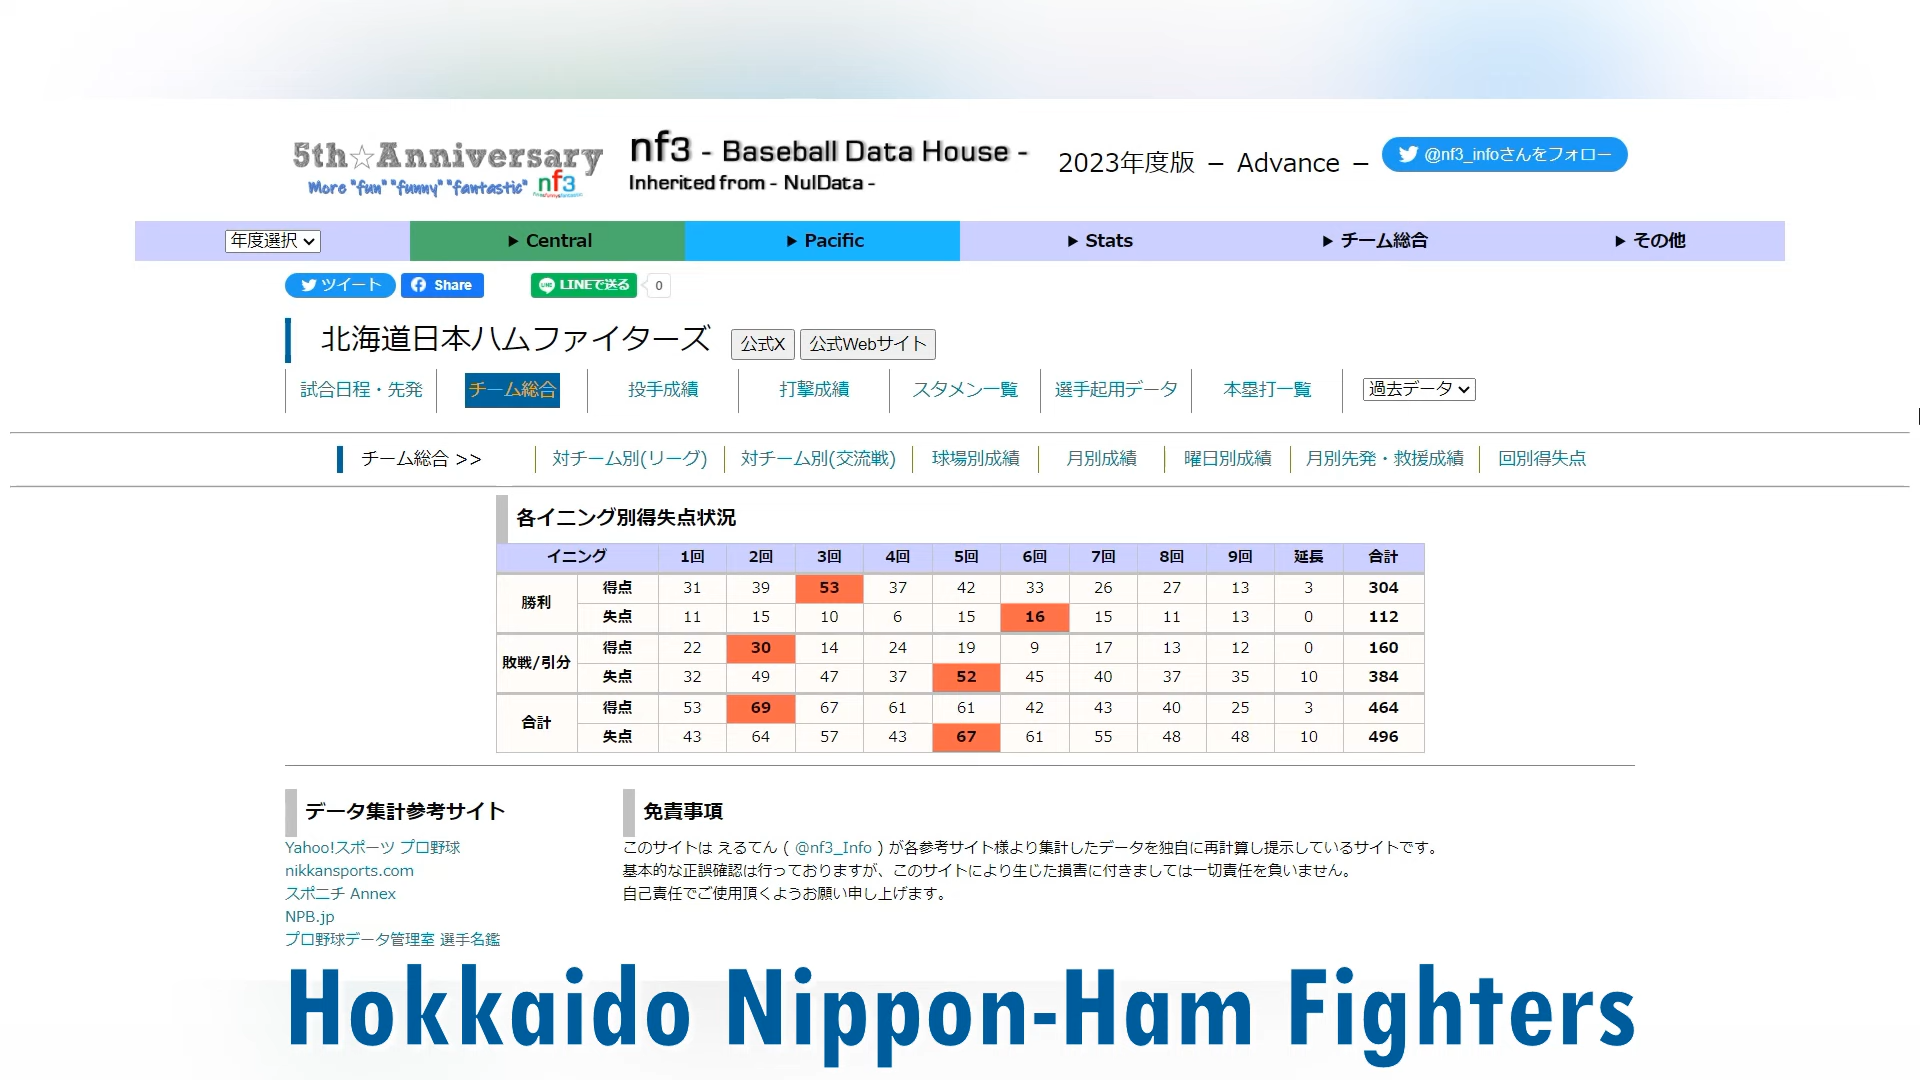 5th☆Anniversary
More "fun" "funny" "fantastic" nf3
nf3 - Baseball Data House -
Inherited from - NulData -
2023年度版 － Advance －
@nf3_infoさんをフォロー
年度選択
▶ Central
▶ Pacific
▶ Stats
▶ チーム総合
▶ その他
ツイート
Share
LINEで送る
0
北海道日本ハムファイターズ
公式X
公式Webサイト
試合日程・先発
チーム総合
投手成績
打撃成績
スタメン一覧
選手起用データ
本塁打一覧
過去データ
チーム総合 >>
対チーム別(リーグ)
対チーム別(交流戦)
球場別成績
月別成績
曜日別成績
月別先発・救援成績
回別得失点
各イニング別得失点状況
イニング 1回 2回 3回 4回 5回 6回 7回 8回 9回 延長 合計
勝利
得点 31 39 53 37 42 33 26 27 13 3 304
失点 11 15 10 6 15 16 15 11 13 0 112
敗戦/引分
得点 22 30 14 24 19 9 17 13 12 0 160
失点 32 49 47 37 52 45 40 37 35 10 384
合計
得点 53 69 67 61 61 42 43 40 25 3 464
失点 43 64 57 43 67 61 55 48 48 10 496
データ集計参考サイト
Yahoo!スポーツ プロ野球
nikkansports.com
スポニチ Annex
NPB.jp
プロ野球データ管理室 選手名鑑
免責事項
このサイトは えるてん ( @nf3_Info ) が各参考サイト様より集計したデータを独自に再計算し提示しているサイトです。
基本的な正誤確認は行っておりますが、このサイトにより生じた損害に付きましては一切責任を負いません。
自己責任でご使用頂くようお願い申し上げます。
Hokkaido Nippon-Ham Fighters